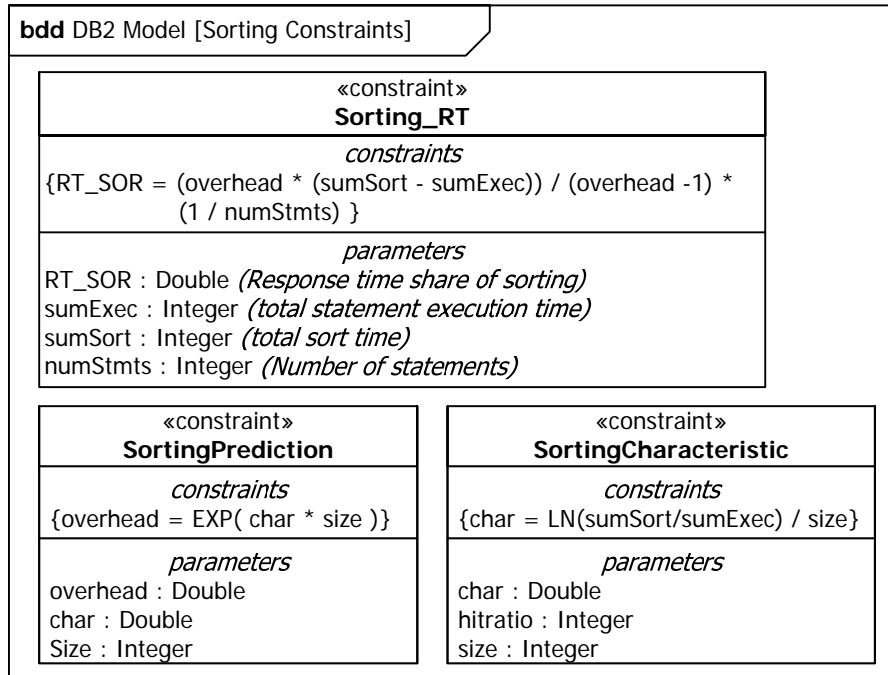 bdd DB2 Model [Sorting Constraints]
«constraint»
Sorting_RT
constraints
{RT_SOR = (overhead * (sumSort - sumExec)) / (overhead -1) *
(1 / numStmts) }
parameters
RT_SOR : Double (Response time share of sorting)
sumExec : Integer (total statement execution time)
sumSort : Integer (total sort time)
numStmts : Integer (Number of statements)
«constraint»
SortingPrediction
constraints
{overhead = EXP( char * size )}
parameters
overhead : Double
char : Double
Size : Integer
«constraint»
SortingCharacteristic
constraints
{char = LN(sumSort/sumExec) / size}
parameters
char : Double
hitratio : Integer
size : Integer